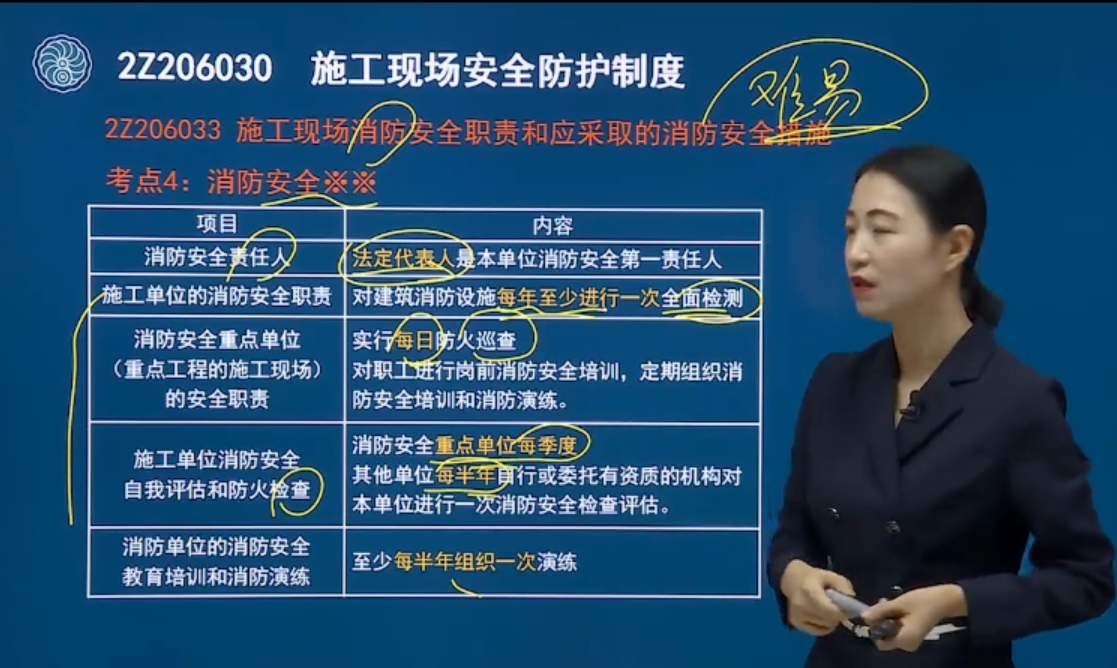 2Z206030 施工现场安全防护制度
难易
2Z206033 施工现场消防安全职责和应采取的消防安全措施
考点4：消防安全※※
项目 内容
消防安全责任人 法定代表人是本单位消防安全第一责任人
施工单位的消防安全职责 对建筑消防设施每年至少进行一次全面检测
消防安全重点单位
（重点工程的施工现场）
的安全职责
实行每日防火巡查
对职工进行岗前消防安全培训，定期组织消
防安全培训和消防演练。
施工单位消防安全
自我评估和防火检查
消防安全重点单位每季度
其他单位每半年自行或委托有资质的机构对
本单位进行一次消防安全检查评估。
消防单位的消防安全
教育培训和消防演练
至少每半年组织一次演练